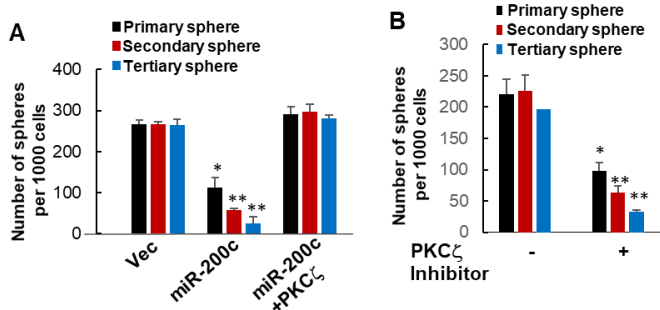 A
Primary sphere
Secondary sphere
Tertiary sphere
Number of spheres
per 1000 cells
400
300
200
100
0
*
**
**
Vec
miR-200c
miR-200c
+PKCζ
B
Primary sphere
Secondary sphere
Tertiary sphere
Number of spheres
per 1000 cells
300
250
200
150
100
50
0
*
**
**
PKCζ - +
Inhibitor